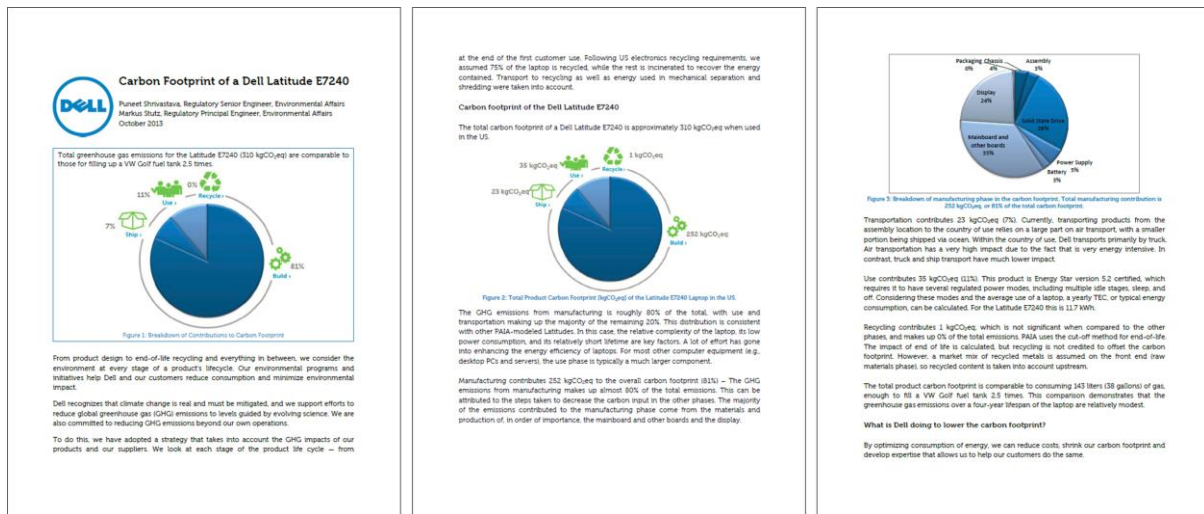 Carbon Footprint of a Dell Latitude E7240
DELL
Puneet Shrivastava, Regulatory Senior Engineer, Environmental Affairs
Markus Stutz, Regulatory Principal Engineer, Environmental Affairs
October 2013
Total greenhouse gas emissions for the Latitude E7240 (310 kgCO₂eq) are comparable to
those for filling up a VW Golf fuel tank 2.5 times.
0%
Recycle ›
11%
Use ›
7%
Ship ›
81%
Build ›
Figure 1: Breakdown of Contributions to Carbon Footprint
From product design to end-of-life recycling and everything in between, we consider the
environment at every stage of a product's lifecycle. Our environmental programs and
initiatives help Dell and our customers reduce consumption and minimize environmental
impact.
Dell recognizes that climate change is real and must be mitigated, and we support efforts to
reduce global greenhouse gas (GHG) emissions to levels guided by evolving science. We are
also committed to reducing GHG emissions beyond our own operations.
To do this, we have adopted a strategy that takes into account the GHG impacts of our
products and our suppliers. We look at each stage of the product life cycle — from
at the end of the first customer use. Following US electronics recycling requirements, we
assumed 75% of the laptop is recycled, while the rest is incinerated to recover the energy
contained. Transport to recycling as well as energy used in mechanical separation and
shredding were taken into account.
Carbon footprint of the Dell Latitude E7240
The total carbon footprint of a Dell Latitude E7240 is approximately 310 kgCO₂eq when used
in the US.
1 kgCO₂eq
Recycle ›
35 kgCO₂eq
Use ›
23 kgCO₂eq
Ship ›
252 kgCO₂eq
Build ›
Figure 2: Total Product Carbon Footprint [kgCO₂eq] of the Latitude E7240 Laptop in the US.
The GHG emissions from manufacturing is roughly 80% of the total, with use and
transportation making up the majority of the remaining 20%. This distribution is consistent
with other PAIA-modeled Latitudes. In this case, the relative complexity of the laptop, its low
power consumption, and its relatively short lifetime are key factors. A lot of effort has gone
into enhancing the energy efficiency of laptops. For most other computer equipment (e.g.,
desktop PCs and servers), the use phase is typically a much larger component.
Manufacturing contributes 252 kgCO₂eq to the overall carbon footprint (81%) – The GHG
emissions from manufacturing makes up almost 80% of the total emissions. This can be
attributed to the steps taken to decrease the carbon input in the other phases. The majority
of the emissions contributed to the manufacturing phase come from the materials and
production of, in order of importance, the mainboard and other boards and the display.
Packaging
0%
Chassis
4%
Assembly
3%
Display
24%
Solid State Drive
Mainboard and
other boards
Power Supply
5%
Battery
3%
Figure 3: Breakdown of manufacturing phase in the carbon footprint. Total manufacturing contribution is
252 kgCO₂eq, or 81% of the total carbon footprint.
Transportation contributes 23 kgCO₂eq (7%). Currently, transporting products from the
assembly location to the country of use relies on a large part on air transport, with a smaller
portion being shipped via ocean. Within the country of use, Dell transports primarily by truck.
Air transportation has a very high impact due to the fact that is very energy intensive. In
contrast, truck and ship transport have much lower impact.
Use contributes 35 kgCO₂eq (11%). This product is Energy Star version 5.2 certified, which
requires it to have several regulated power modes, including multiple idle stages, sleep, and
off. Considering these modes and the average use of a laptop, a yearly TEC, or typical energy
consumption, can be calculated. For the Latitude E7240 this is 11.7 kWh.
Recycling contributes 1 kgCO₂eq, which is not significant when compared to the other
phases, and makes up 0% of the total emissions. PAIA uses the cut-off method for end-of-life.
The impact of end of life is calculated, but recycling is not credited to offset the carbon
footprint. However, a market mix of recycled metals is assumed on the front end (raw
materials phase), so recycled content is taken into account upstream.
The total product carbon footprint is comparable to consuming 143 liters (38 gallons) of gas,
enough to fill a VW Golf fuel tank 2.5 times. This comparison demonstrates that the
greenhouse gas emissions over a four-year lifespan of the laptop are relatively modest.
What is Dell doing to lower the carbon footprint?
By optimizing consumption of energy, we can reduce costs, shrink our carbon footprint and
develop expertise that allows us to help our customers do the same.